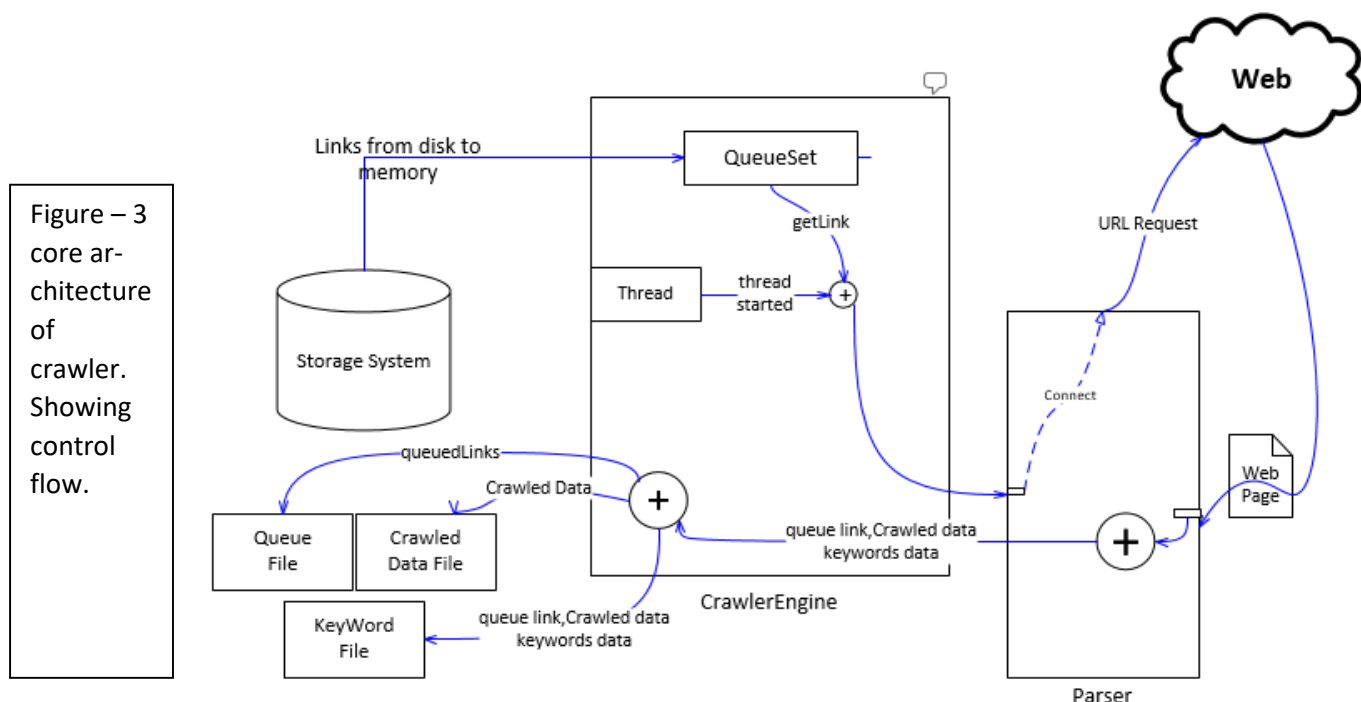 Figure – 3
core ar-
chitecture
of
crawler.
Showing
control
flow.
Links from disk to
memory
Storage System
QueueSet
getLink
Thread
thread
started
+
Web
URL Request
Connect
Web
Page
+
queue link,Crawled data
keywords data
+
queuedLinks
Crawled Data
Queue
File
Crawled
Data File
KeyWord
File
queue link,Crawled data
keywords data
CrawlerEngine
Parser